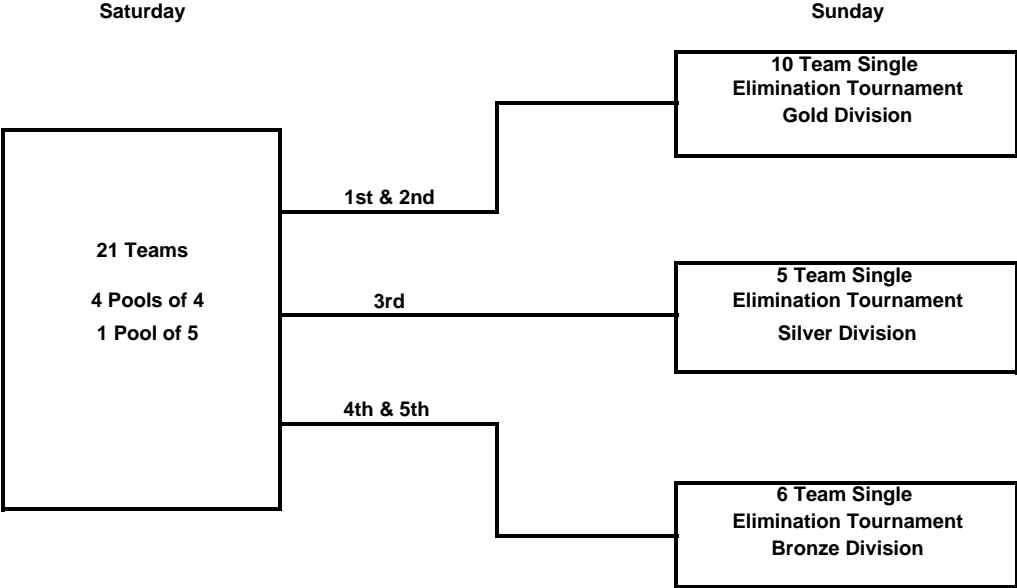 Saturday
Sunday
10 Team Single
Elimination Tournament
Gold Division
1st & 2nd
21 Teams
4 Pools of 4
1 Pool of 5
3rd
5 Team Single
Elimination Tournament
Silver Division
4th & 5th
6 Team Single
Elimination Tournament
Bronze Division